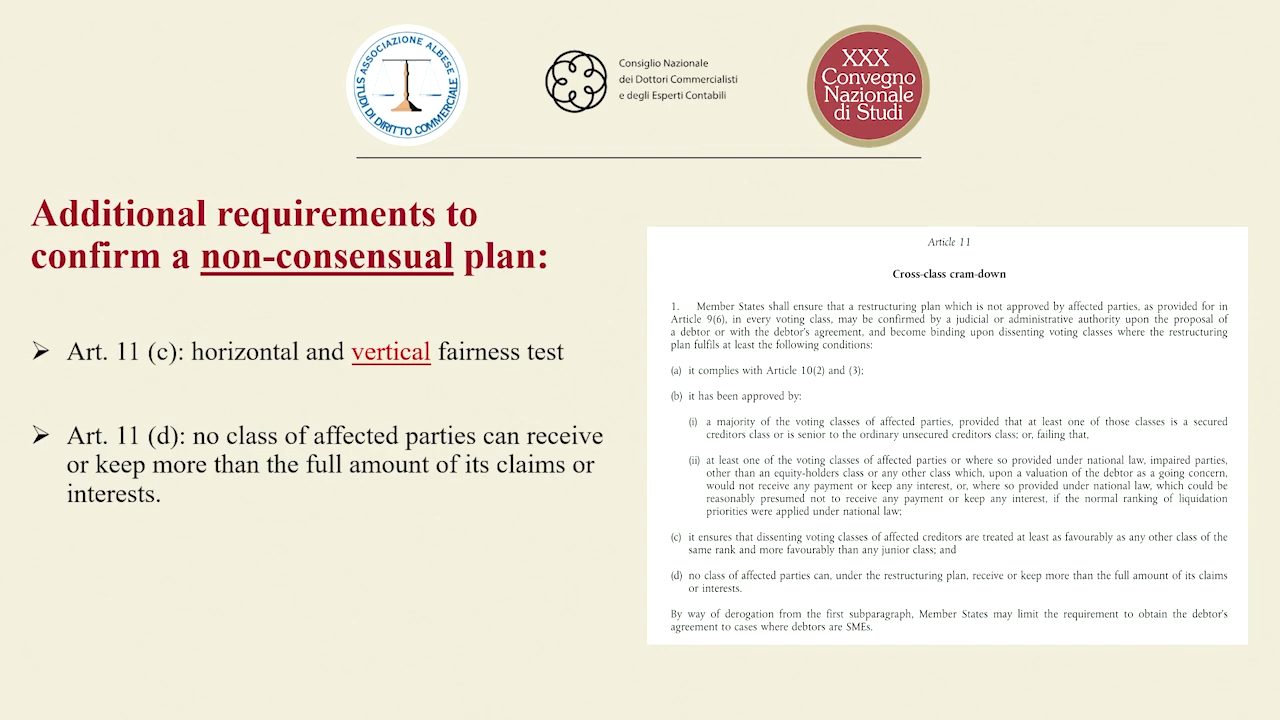 ASSOCIAZIONE ALBESE
STUDI DI DIRITTO COMMERCIALE
Consiglio Nazionale
dei Dottori Commercialisti
e degli Esperti Contabili
XXX
Convegno
Nazionale
di Studi
Additional requirements to
confirm a non-consensual plan:
➢ Art. 11 (c): horizontal and vertical fairness test
➢ Art. 11 (d): no class of affected parties can receive
or keep more than the full amount of its claims or
interests.
Article 11
Cross-class cram-down
1. Member States shall ensure that a restructuring plan which is not approved by affected parties, as provided for in
Article 9(6), in every voting class, may be confirmed by a judicial or administrative authority upon the proposal of
a debtor or with the debtor's agreement, and become binding upon dissenting voting classes where the restructuring
plan fulfils at least the following conditions:
(a) it complies with Article 10(2) and (3);
(b) it has been approved by:
(i) a majority of the voting classes of affected parties, provided that at least one of those classes is a secured
creditors class or is senior to the ordinary unsecured creditors class; or, failing that,
(ii) at least one of the voting classes of affected parties or where so provided under national law, impaired parties,
other than an equity-holders class or any other class which, upon a valuation of the debtor as a going concern,
would not receive any payment or keep any interest, or, where so provided under national law, which could be
reasonably presumed not to receive any payment or keep any interest, if the normal ranking of liquidation
priorities were applied under national law;
(c) it ensures that dissenting voting classes of affected creditors are treated at least as favourably as any other class of the
same rank and more favourably than any junior class; and
(d) no class of affected parties can, under the restructuring plan, receive or keep more than the full amount of its claims
or interests.
By way of derogation from the first subparagraph, Member States may limit the requirement to obtain the debtor's
agreement to cases where debtors are SMEs.